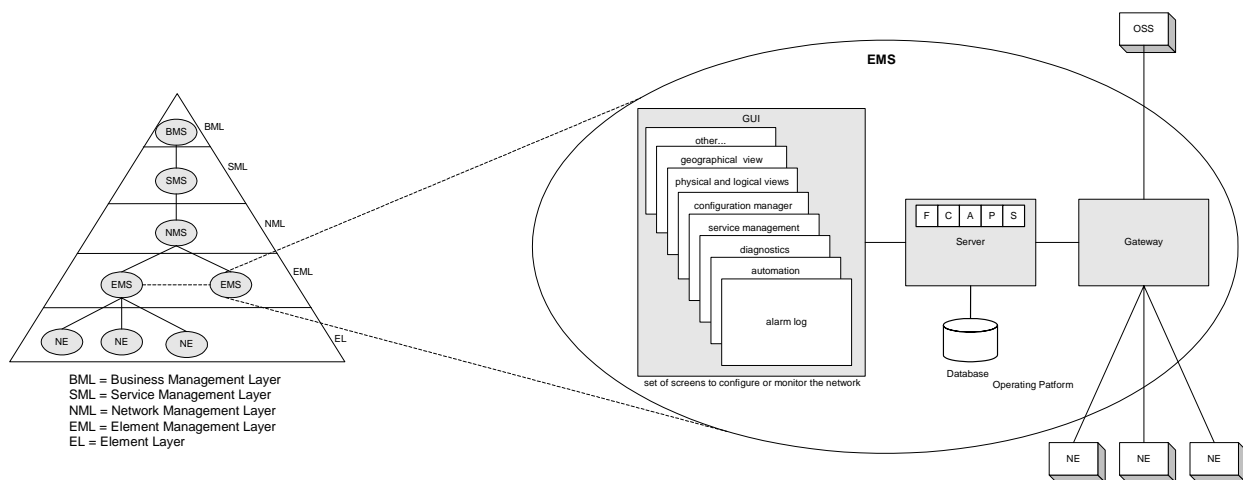 BMS
BML
SMS
SML
NMS
NML
EMS
EMS
EML
NE
NE
NE
EL
BML = Business Management Layer
SML = Service Management Layer
NML = Network Management Layer
EML = Element Management Layer
EL = Element Layer
EMS
GUI
other...
geographical view
physical and logical views
configuration manager
service management
diagnostics
automation
alarm log
set of screens to configure or monitor the network
F C A P S
Server
Database
Operating Patform
Gateway
OSS
NE
NE
NE